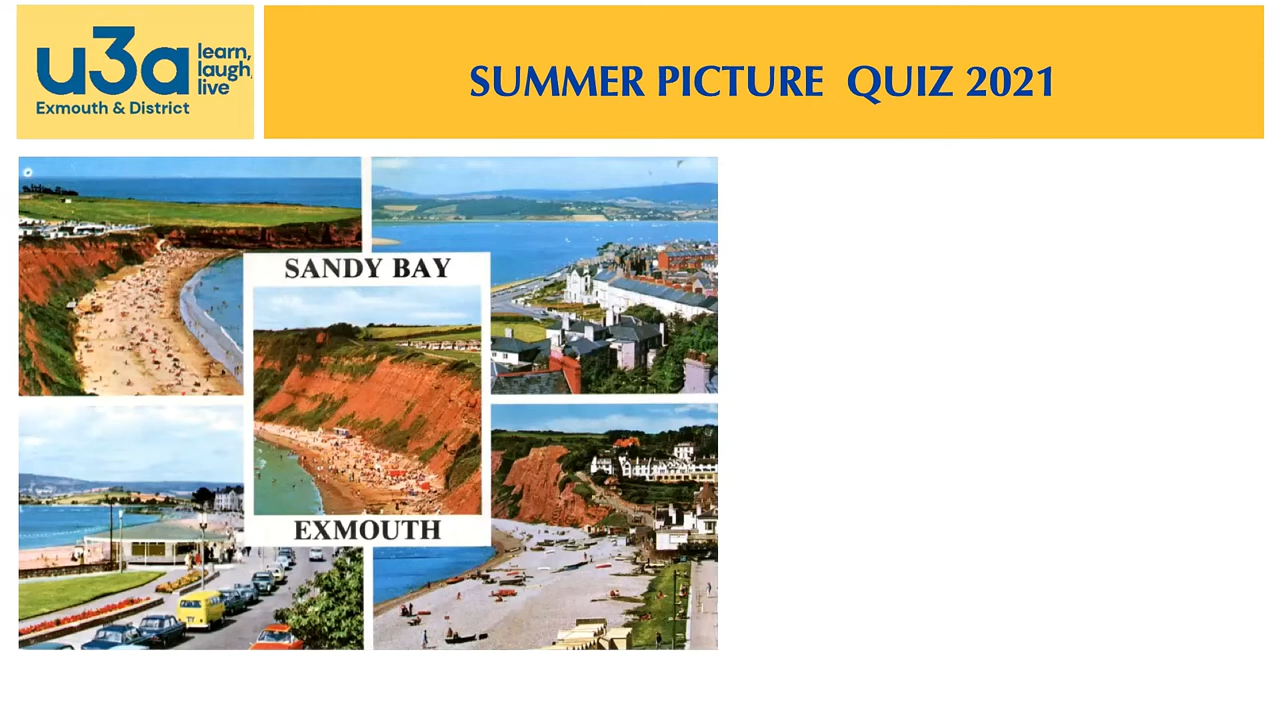 u3a
learn,
laugh,
live
Exmouth & District
SUMMER PICTURE QUIZ 2021
SANDY BAY
EXMOUTH